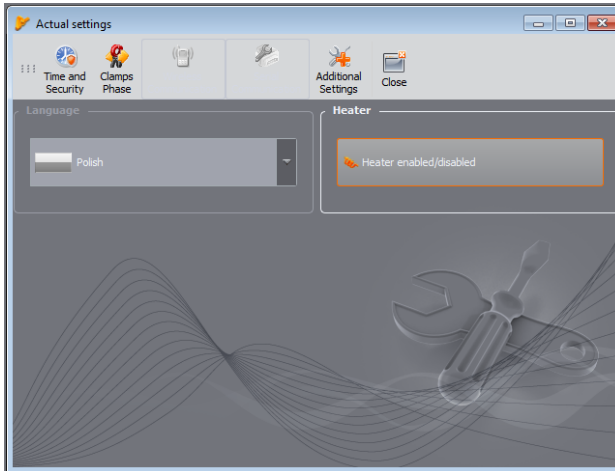 Actual settings
Time and
Security
Clamps
Phase
Additional
Settings
Close
Language
Heater
Polish
Heater enabled/disabled